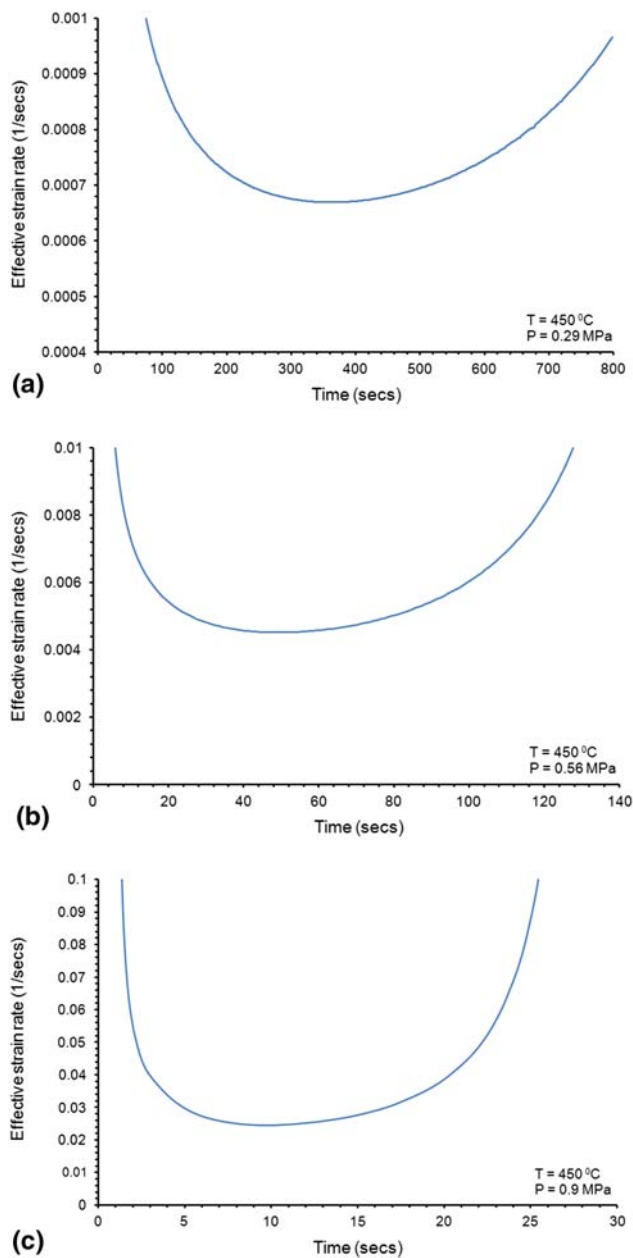 0.001
0.0009
0.0008
0.0007
0.0006
0.0005
0.0004
Effective strain rate (1/secs)
T = 450 ⁰C
P = 0.29 MPa
0 100 200 300 400 500 600 700 800
Time (secs)
(a)
0.01
0.008
0.006
0.004
0.002
0
Effective strain rate (1/secs)
T = 450 ⁰C
P = 0.56 MPa
0 20 40 60 80 100 120 140
Time (secs)
(b)
0.1
0.09
0.08
0.07
0.06
0.05
0.04
0.03
0.02
0.01
0
Effective strain rate (1/secs)
T = 450 ⁰C
P = 0.9 MPa
0 5 10 15 20 25 30
Time (secs)
(c)